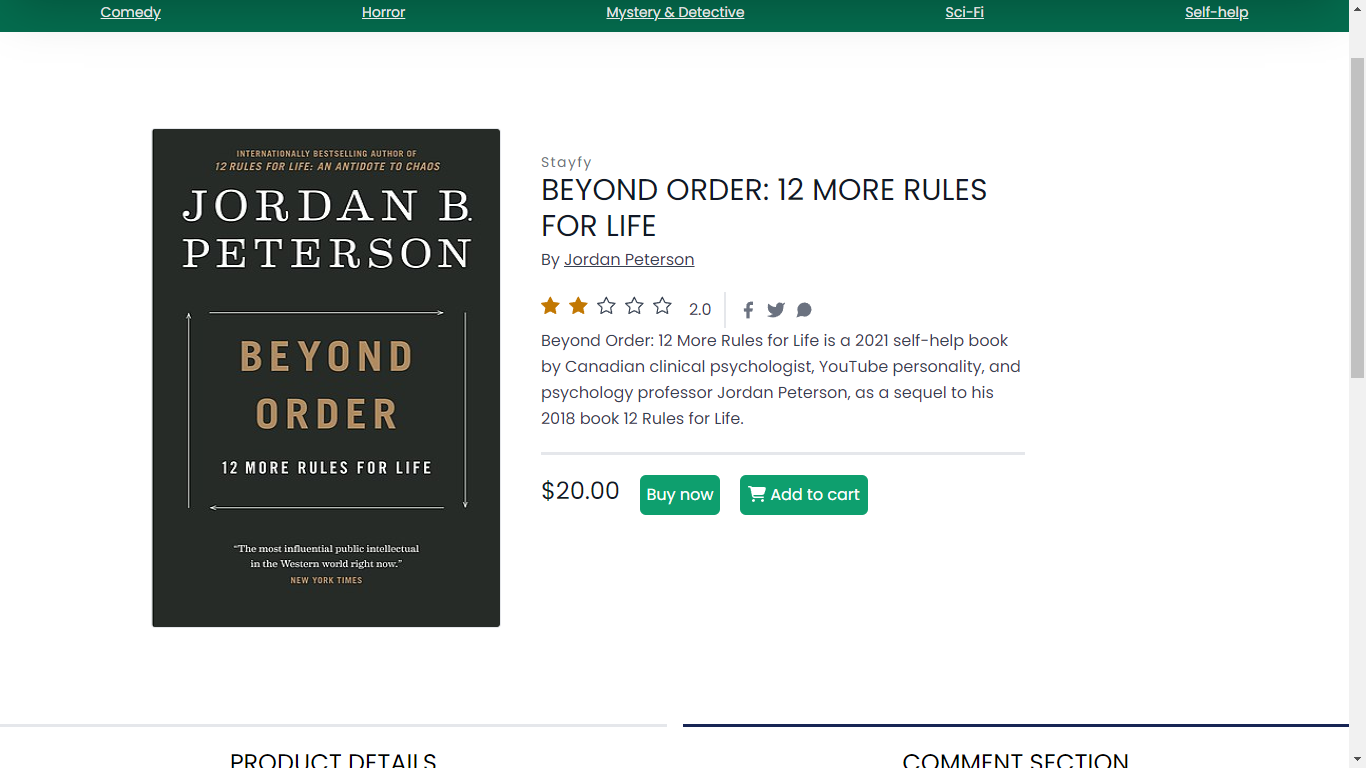 Comedy
Horror
Mystery & Detective
Sci-Fi
Self-help
INTERNATIONALLY BESTSELLING AUTHOR OF
12 RULES FOR LIFE: AN ANTIDOTE TO CHAOS
JORDAN B.
PETERSON
BEYOND
ORDER
12 MORE RULES FOR LIFE
“The most influential public intellectual
in the Western world right now.”
NEW YORK TIMES
Stayfy
BEYOND ORDER: 12 MORE RULES
FOR LIFE
By Jordan Peterson
2.0
Beyond Order: 12 More Rules for Life is a 2021 self-help book
by Canadian clinical psychologist, YouTube personality, and
psychology professor Jordan Peterson, as a sequel to his
2018 book 12 Rules for Life.
$20.00
Buy now
Add to cart
PRODUCT DETAILS
COMMENT SECTION